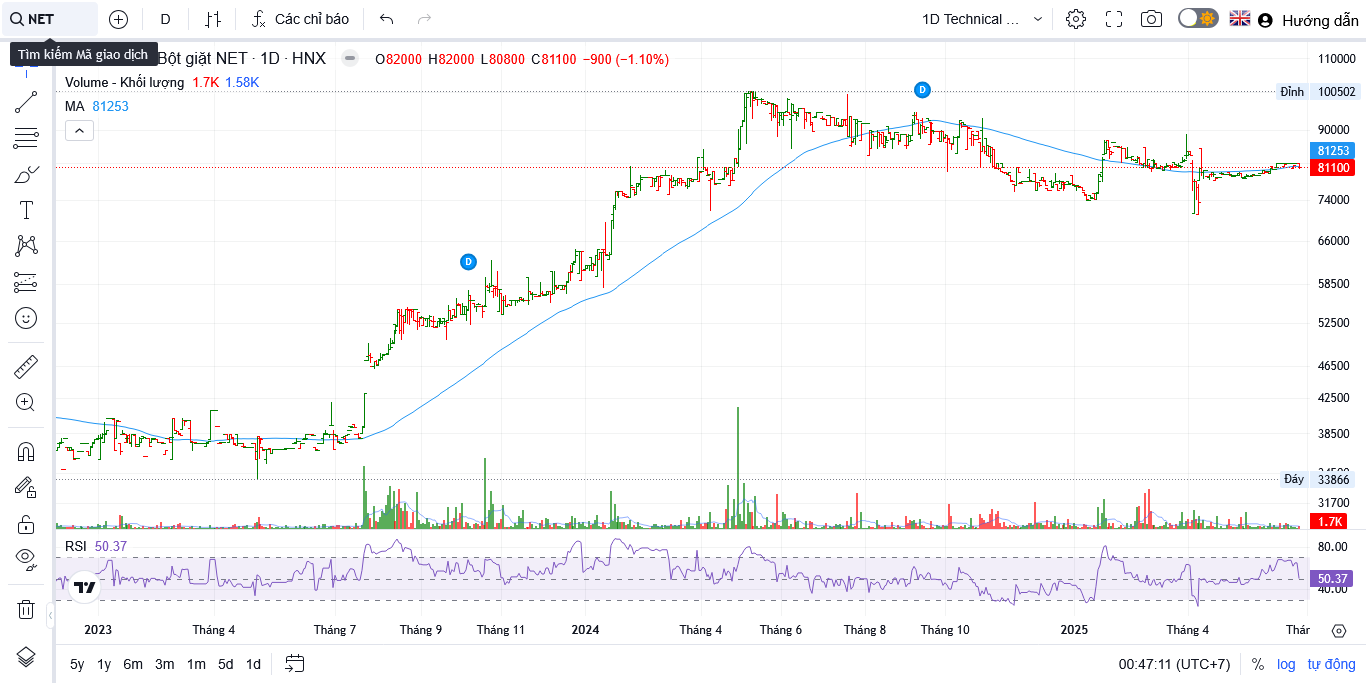 NET
D
Các chỉ báo
1D Technical ...
Hướng dẫn
Tìm kiếm Mã giao dịch
Bột giặt NET · 1D · HNX
O82000 H82000 L80800 C81100 −900 (−1.10%)
Volume - Khối lượng 1.7K 1.58K
MA 81253
110000
Đỉnh 100502
90000
81253
81100
74000
66000
58500
52500
46500
42500
38500
34500
Đáy 33866
31700
1.7K
D
D
RSI 50.37
80.00
50.37
40.00
2023 Tháng 4 Tháng 7 Tháng 9 Tháng 11 2024 Tháng 4 Tháng 6 Tháng 8 Tháng 10 2025 Tháng 4 Thár
5y 1y 6m 3m 1m 5d 1d
00:47:11 (UTC+7) % log tự động